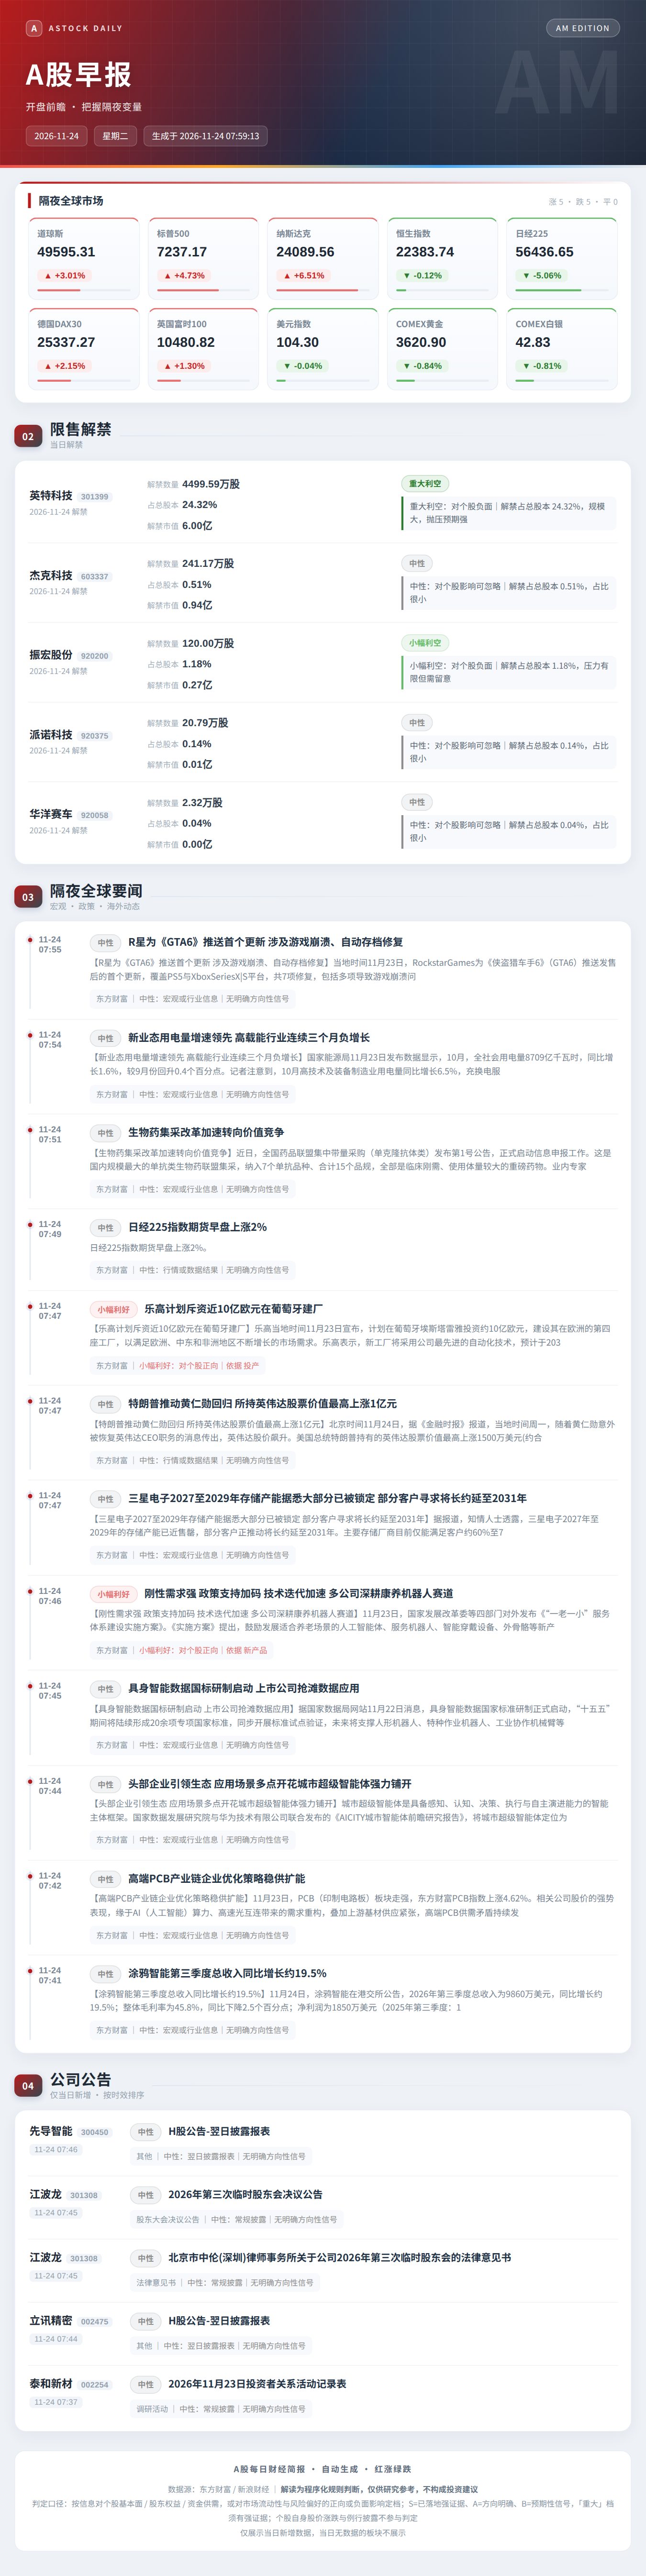 A ASTOCK DAILY
AM EDITION
A股早报
AM
开盘前瞻 · 把握隔夜变量
2026-11-24 星期二 生成于 2026-11-24 07:59:13
隔夜全球市场
涨 5 · 跌 5 · 平 0
道琼斯 标普500 纳斯达克 恒生指数 日经225
49595.31 7237.17 24089.56 22383.74 56436.65
▲ +3.01% ▲ +4.73% ▲ +6.51% ▼ -0.12% ▼ -5.06%
德国DAX30 英国富时100 美元指数 COMEX黄金 COMEX白银
25337.27 10480.82 104.30 3620.90 42.83
▲ +2.15% ▲ +1.30% ▼ -0.04% ▼ -0.84% ▼ -0.81%
02 限售解禁
当日解禁
英特科技 301399
2026-11-24 解禁
解禁数量 4499.59万股
占总股本 24.32%
解禁市值 6.00亿
重大利空
重大利空：对个股负面｜解禁占总股本 24.32%，规模
大，抛压预期强
杰克科技 603337
2026-11-24 解禁
解禁数量 241.17万股
占总股本 0.51%
解禁市值 0.94亿
中性
中性：对个股影响可忽略｜解禁占总股本 0.51%，占比
很小
振宏股份 920200
2026-11-24 解禁
解禁数量 120.00万股
占总股本 1.18%
解禁市值 0.27亿
小幅利空
小幅利空：对个股负面｜解禁占总股本 1.18%，压力有
限但需留意
派诺科技 920375
2026-11-24 解禁
解禁数量 20.79万股
占总股本 0.14%
解禁市值 0.01亿
中性
中性：对个股影响可忽略｜解禁占总股本 0.14%，占比
很小
华洋赛车 920058
2026-11-24 解禁
解禁数量 2.32万股
占总股本 0.04%
解禁市值 0.00亿
中性
中性：对个股影响可忽略｜解禁占总股本 0.04%，占比
很小
03 隔夜全球要闻
宏观 · 政策 · 海外动态
11-24
07:55
中性 R星为《GTA6》推送首个更新 涉及游戏崩溃、自动存档修复
【R星为《GTA6》推送首个更新 涉及游戏崩溃、自动存档修复】当地时间11月23日，RockstarGames为《侠盗猎车手6》（GTA6）推送发售
后的首个更新，覆盖PS5与XboxSeriesX|S平台，共7项修复，包括多项导致游戏崩溃问
东方财富 ｜ 中性：宏观或行业信息｜无明确方向性信号
11-24
07:54
中性 新业态用电量增速领先 高载能行业连续三个月负增长
【新业态用电量增速领先 高载能行业连续三个月负增长】国家能源局11月23日发布数据显示，10月，全社会用电量8709亿千瓦时，同比增
长1.6%，较9月份回升0.4个百分点。记者注意到，10月高技术及装备制造业用电量同比增长6.5%，充换电服
东方财富 ｜ 中性：宏观或行业信息｜无明确方向性信号
11-24
07:51
中性 生物药集采改革加速转向价值竞争
【生物药集采改革加速转向价值竞争】近日，全国药品联盟集中带量采购（单克隆抗体类）发布第1号公告，正式启动信息申报工作。这是
国内规模最大的单抗类生物药联盟集采，纳入7个单抗品种、合计15个品规，全部是临床刚需、使用体量较大的重磅药物。业内专家
东方财富 ｜ 中性：宏观或行业信息｜无明确方向性信号
11-24
07:49
中性 日经225指数期货早盘上涨2%
日经225指数期货早盘上涨2%。
东方财富 ｜ 中性：行情或数据结果｜无明确方向性信号
11-24
07:47
小幅利好 乐高计划斥资近10亿欧元在葡萄牙建厂
【乐高计划斥资近10亿欧元在葡萄牙建厂】乐高当地时间11月23日宣布，计划在葡萄牙埃斯塔雷雅投资约10亿欧元，建设其在欧洲的第四
座工厂，以满足欧洲、中东和非洲地区不断增长的市场需求。乐高表示，新工厂将采用公司最先进的自动化技术，预计于203
东方财富 ｜ 小幅利好：对个股正向｜依据 投产
11-24
07:47
中性 特朗普推动黄仁勋回归 所持英伟达股票价值最高上涨1亿元
【特朗普推动黄仁勋回归 所持英伟达股票价值最高上涨1亿元】北京时间11月24日，据《金融时报》报道，当地时间周一，随着黄仁勋意外
被恢复英伟达CEO职务的消息传出，英伟达股价飙升。美国总统特朗普持有的英伟达股票价值最高上涨1500万美元(约合
东方财富 ｜ 中性：行情或数据结果｜无明确方向性信号
11-24
07:47
中性 三星电子2027至2029年存储产能据悉大部分已被锁定 部分客户寻求将长约延至2031年
【三星电子2027至2029年存储产能据悉大部分已被锁定 部分客户寻求将长约延至2031年】据报道，知情人士透露，三星电子2027年至
2029年的存储产能已近售罄，部分客户正推动将长约延至2031年。主要存储厂商目前仅能满足客户约60%至7
东方财富 ｜ 中性：宏观或行业信息｜无明确方向性信号
11-24
07:46
小幅利好 刚性需求强 政策支持加码 技术迭代加速 多公司深耕康养机器人赛道
【刚性需求强 政策支持加码 技术迭代加速 多公司深耕康养机器人赛道】11月23日，国家发展改革委等四部门对外发布《“一老一小”服务
体系建设实施方案》。《实施方案》提出，鼓励发展适合养老场景的人工智能体、服务机器人、智能穿戴设备、外骨骼等新产
东方财富 ｜ 小幅利好：对个股正向｜依据 新产品
11-24
07:45
中性 具身智能数据国标研制启动 上市公司抢滩数据应用
【具身智能数据国标研制启动 上市公司抢滩数据应用】据国家数据局网站11月22日消息，具身智能数据国家标准研制正式启动，“十五五”
期间将陆续形成20余项专项国家标准，同步开展标准试点验证，未来将支撑人形机器人、特种作业机器人、工业协作机械臂等
东方财富 ｜ 中性：宏观或行业信息｜无明确方向性信号
11-24
07:44
中性 头部企业引领生态 应用场景多点开花城市超级智能体强力铺开
【头部企业引领生态 应用场景多点开花城市超级智能体强力铺开】城市超级智能体是具备感知、认知、决策、执行与自主演进能力的智能
主体框架。国家数据发展研究院与华为技术有限公司联合发布的《AICITY城市智能体前瞻研究报告》，将城市超级智能体定位为
东方财富 ｜ 中性：宏观或行业信息｜无明确方向性信号
11-24
07:42
中性 高端PCB产业链企业优化策略稳供扩能
【高端PCB产业链企业优化策略稳供扩能】11月23日，PCB（印制电路板）板块走强，东方财富PCB指数上涨4.62%。相关公司股价的强势
表现，缘于AI（人工智能）算力、高速光互连带来的需求重构，叠加上游基材供应紧张，高端PCB供需矛盾持续发
东方财富 ｜ 中性：宏观或行业信息｜无明确方向性信号
11-24
07:41
中性 涂鸦智能第三季度总收入同比增长约19.5%
【涂鸦智能第三季度总收入同比增长约19.5%】11月24日，涂鸦智能在港交所公告，2026年第三季度总收入为9860万美元，同比增长约
19.5%；整体毛利率为45.8%，同比下降2.5个百分点；净利润为1850万美元（2025年第三季度：1
东方财富 ｜ 中性：宏观或行业信息｜无明确方向性信号
04 公司公告
仅当日新增 · 按时效排序
先导智能 300450
11-24 07:46
中性 H股公告-翌日披露报表
其他 ｜ 中性：翌日披露报表｜无明确方向性信号
江波龙 301308
11-24 07:45
中性 2026年第三次临时股东会决议公告
股东大会决议公告 ｜ 中性：常规披露｜无明确方向性信号
江波龙 301308
11-24 07:45
中性 北京市中伦(深圳)律师事务所关于公司2026年第三次临时股东会的法律意见书
法律意见书 ｜ 中性：常规披露｜无明确方向性信号
立讯精密 002475
11-24 07:44
中性 H股公告-翌日披露报表
其他 ｜ 中性：翌日披露报表｜无明确方向性信号
泰和新材 002254
11-24 07:37
中性 2026年11月23日投资者关系活动记录表
调研活动 ｜ 中性：常规披露｜无明确方向性信号
A股每日财经简报 · 自动生成 · 红涨绿跌
数据源：东方财富 / 新浪财经 ｜ 解读为程序化规则判断，仅供研究参考，不构成投资建议
判定口径：按信息对个股基本面 / 股东权益 / 资金供需，或对市场流动性与风险偏好的正向或负面影响定档；S=已落地强证据、A=方向明确、B=预期性信号，「重大」档
须有强证据；个股自身股价涨跌与例行披露不参与判定
仅展示当日新增数据，当日无数据的板块不展示